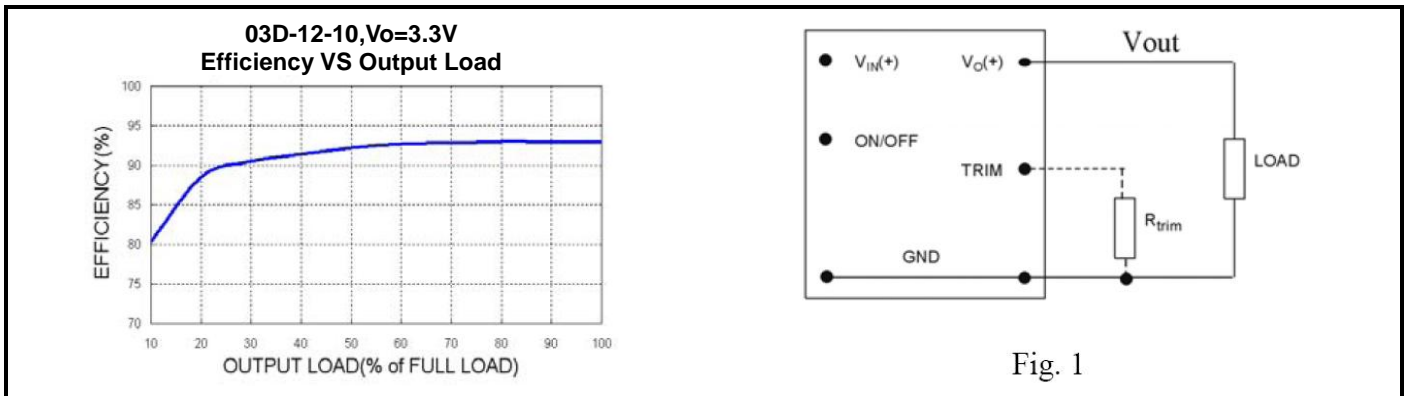 03D-12-10,Vo=3.3V
Efficiency VS Output Load
100
95
90
85
80
75
70
EFFICIENCY(%)
10 20 30 40 50 60 70 80 90 100
OUTPUT LOAD(% of FULL LOAD)
Vout
VIN(+) VO(+)
ON/OFF
TRIM
LOAD
Rtrim
GND
Fig. 1